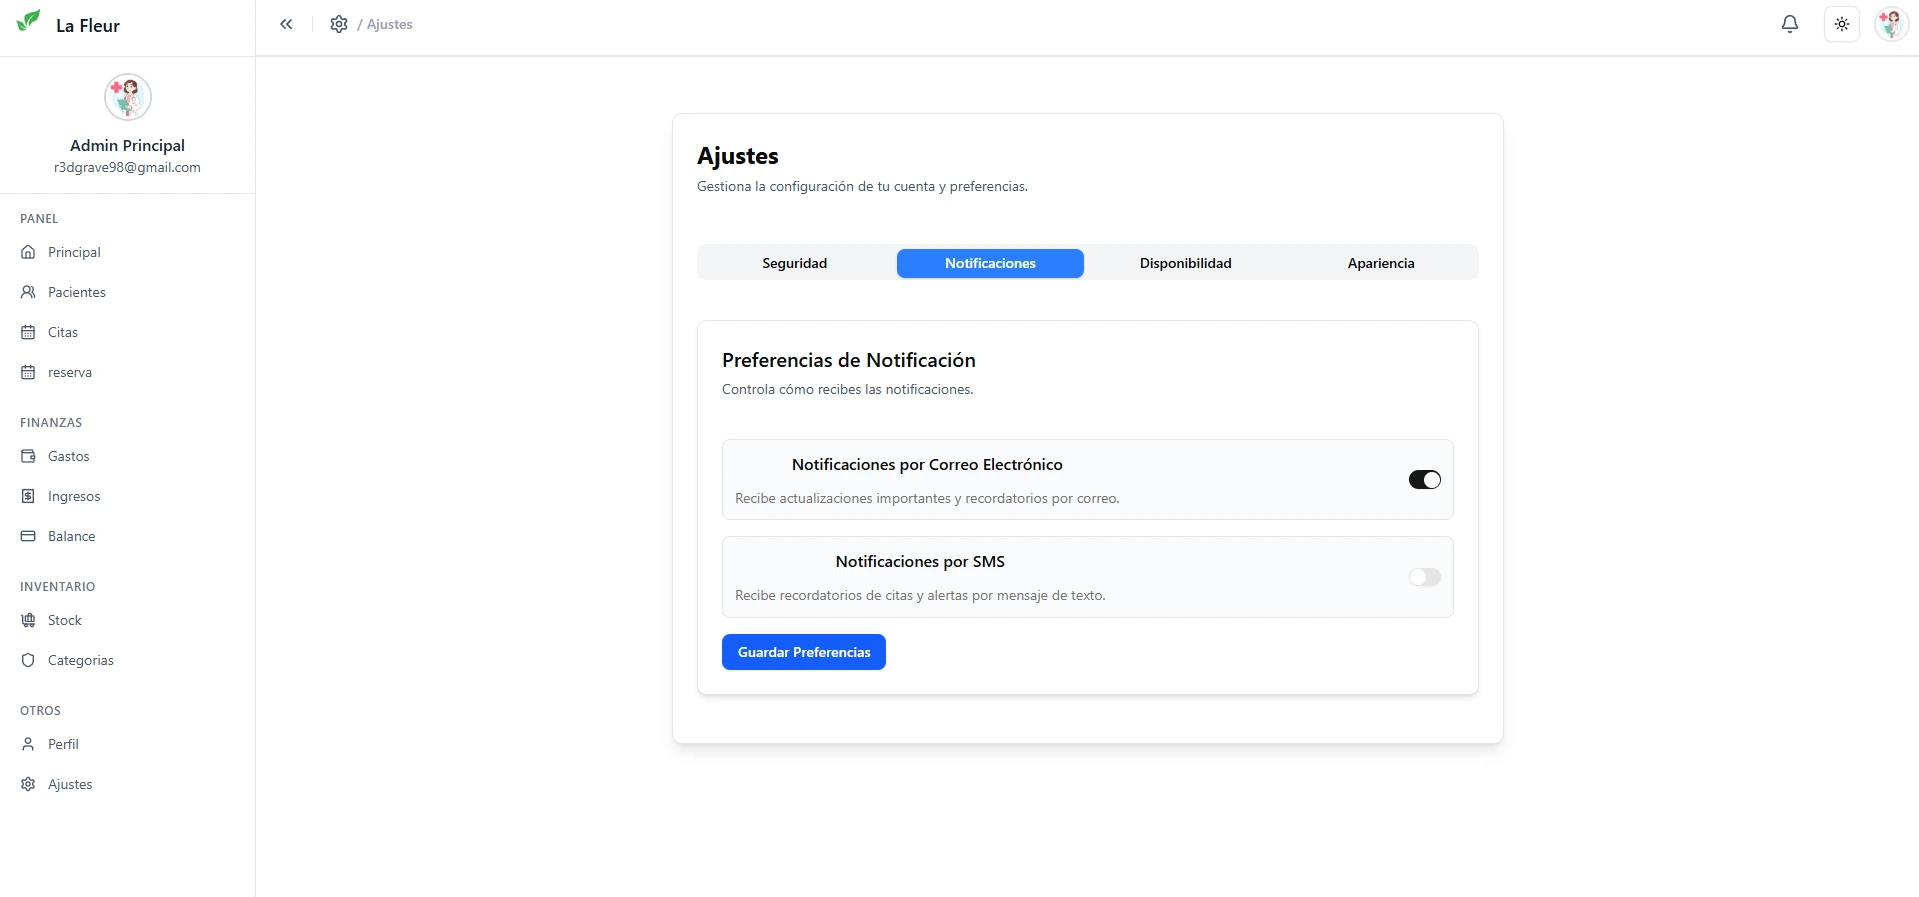 La Fleur
/ Ajustes
Admin Principal
r3dgrave98@gmail.com
PANEL
Principal
Pacientes
Citas
reserva
FINANZAS
Gastos
Ingresos
Balance
INVENTARIO
Stock
Categorias
OTROS
Perfil
Ajustes
Ajustes
Gestiona la configuración de tu cuenta y preferencias.
Seguridad Notificaciones Disponibilidad Apariencia
Preferencias de Notificación
Controla cómo recibes las notificaciones.
Notificaciones por Correo Electrónico
Recibe actualizaciones importantes y recordatorios por correo.
Notificaciones por SMS
Recibe recordatorios de citas y alertas por mensaje de texto.
Guardar Preferencias